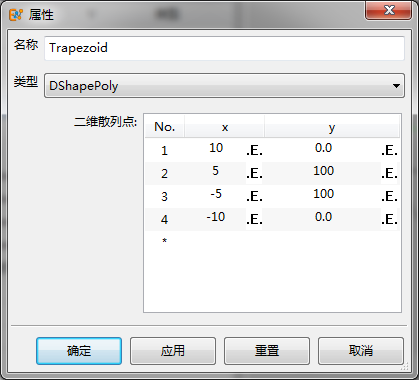 属性
名称 Trapezoid
类型 DShapePoly
二维散列点:
No. x y
1 10 .E. 0.0 .E.
2 5 .E. 100 .E.
3 -5 .E. 100 .E.
4 -10 .E. 0.0 .E.
*
确定 应用 重置 取消